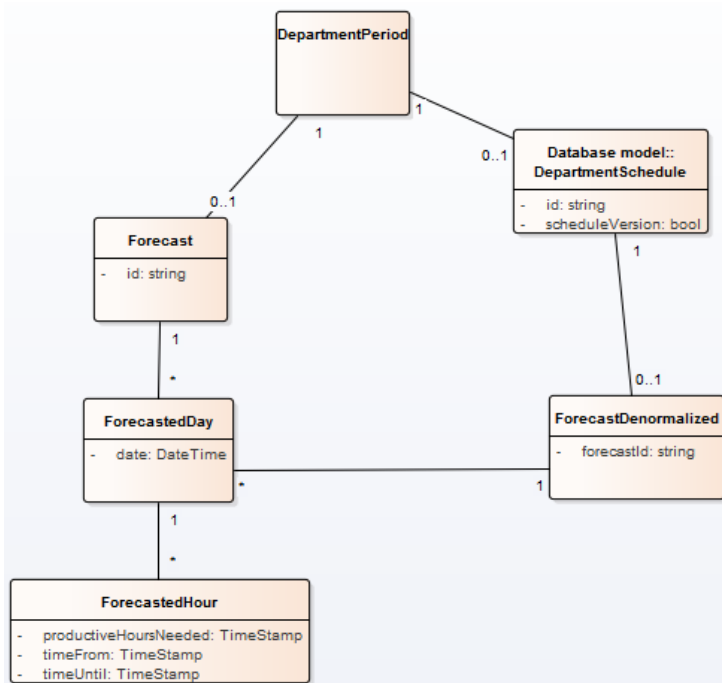 DepartmentPeriod
1
1
0..1
0..1
Database model::
DepartmentSchedule
- id: string
- scheduleVersion: bool
Forecast
- id: string
1
1
*
0..1
ForecastedDay
- date: DateTime
ForecastDenormalized
- forecastId: string
*
1
1
*
ForecastedHour
- productiveHoursNeeded: TimeStamp
- timeFrom: TimeStamp
- timeUntil: TimeStamp